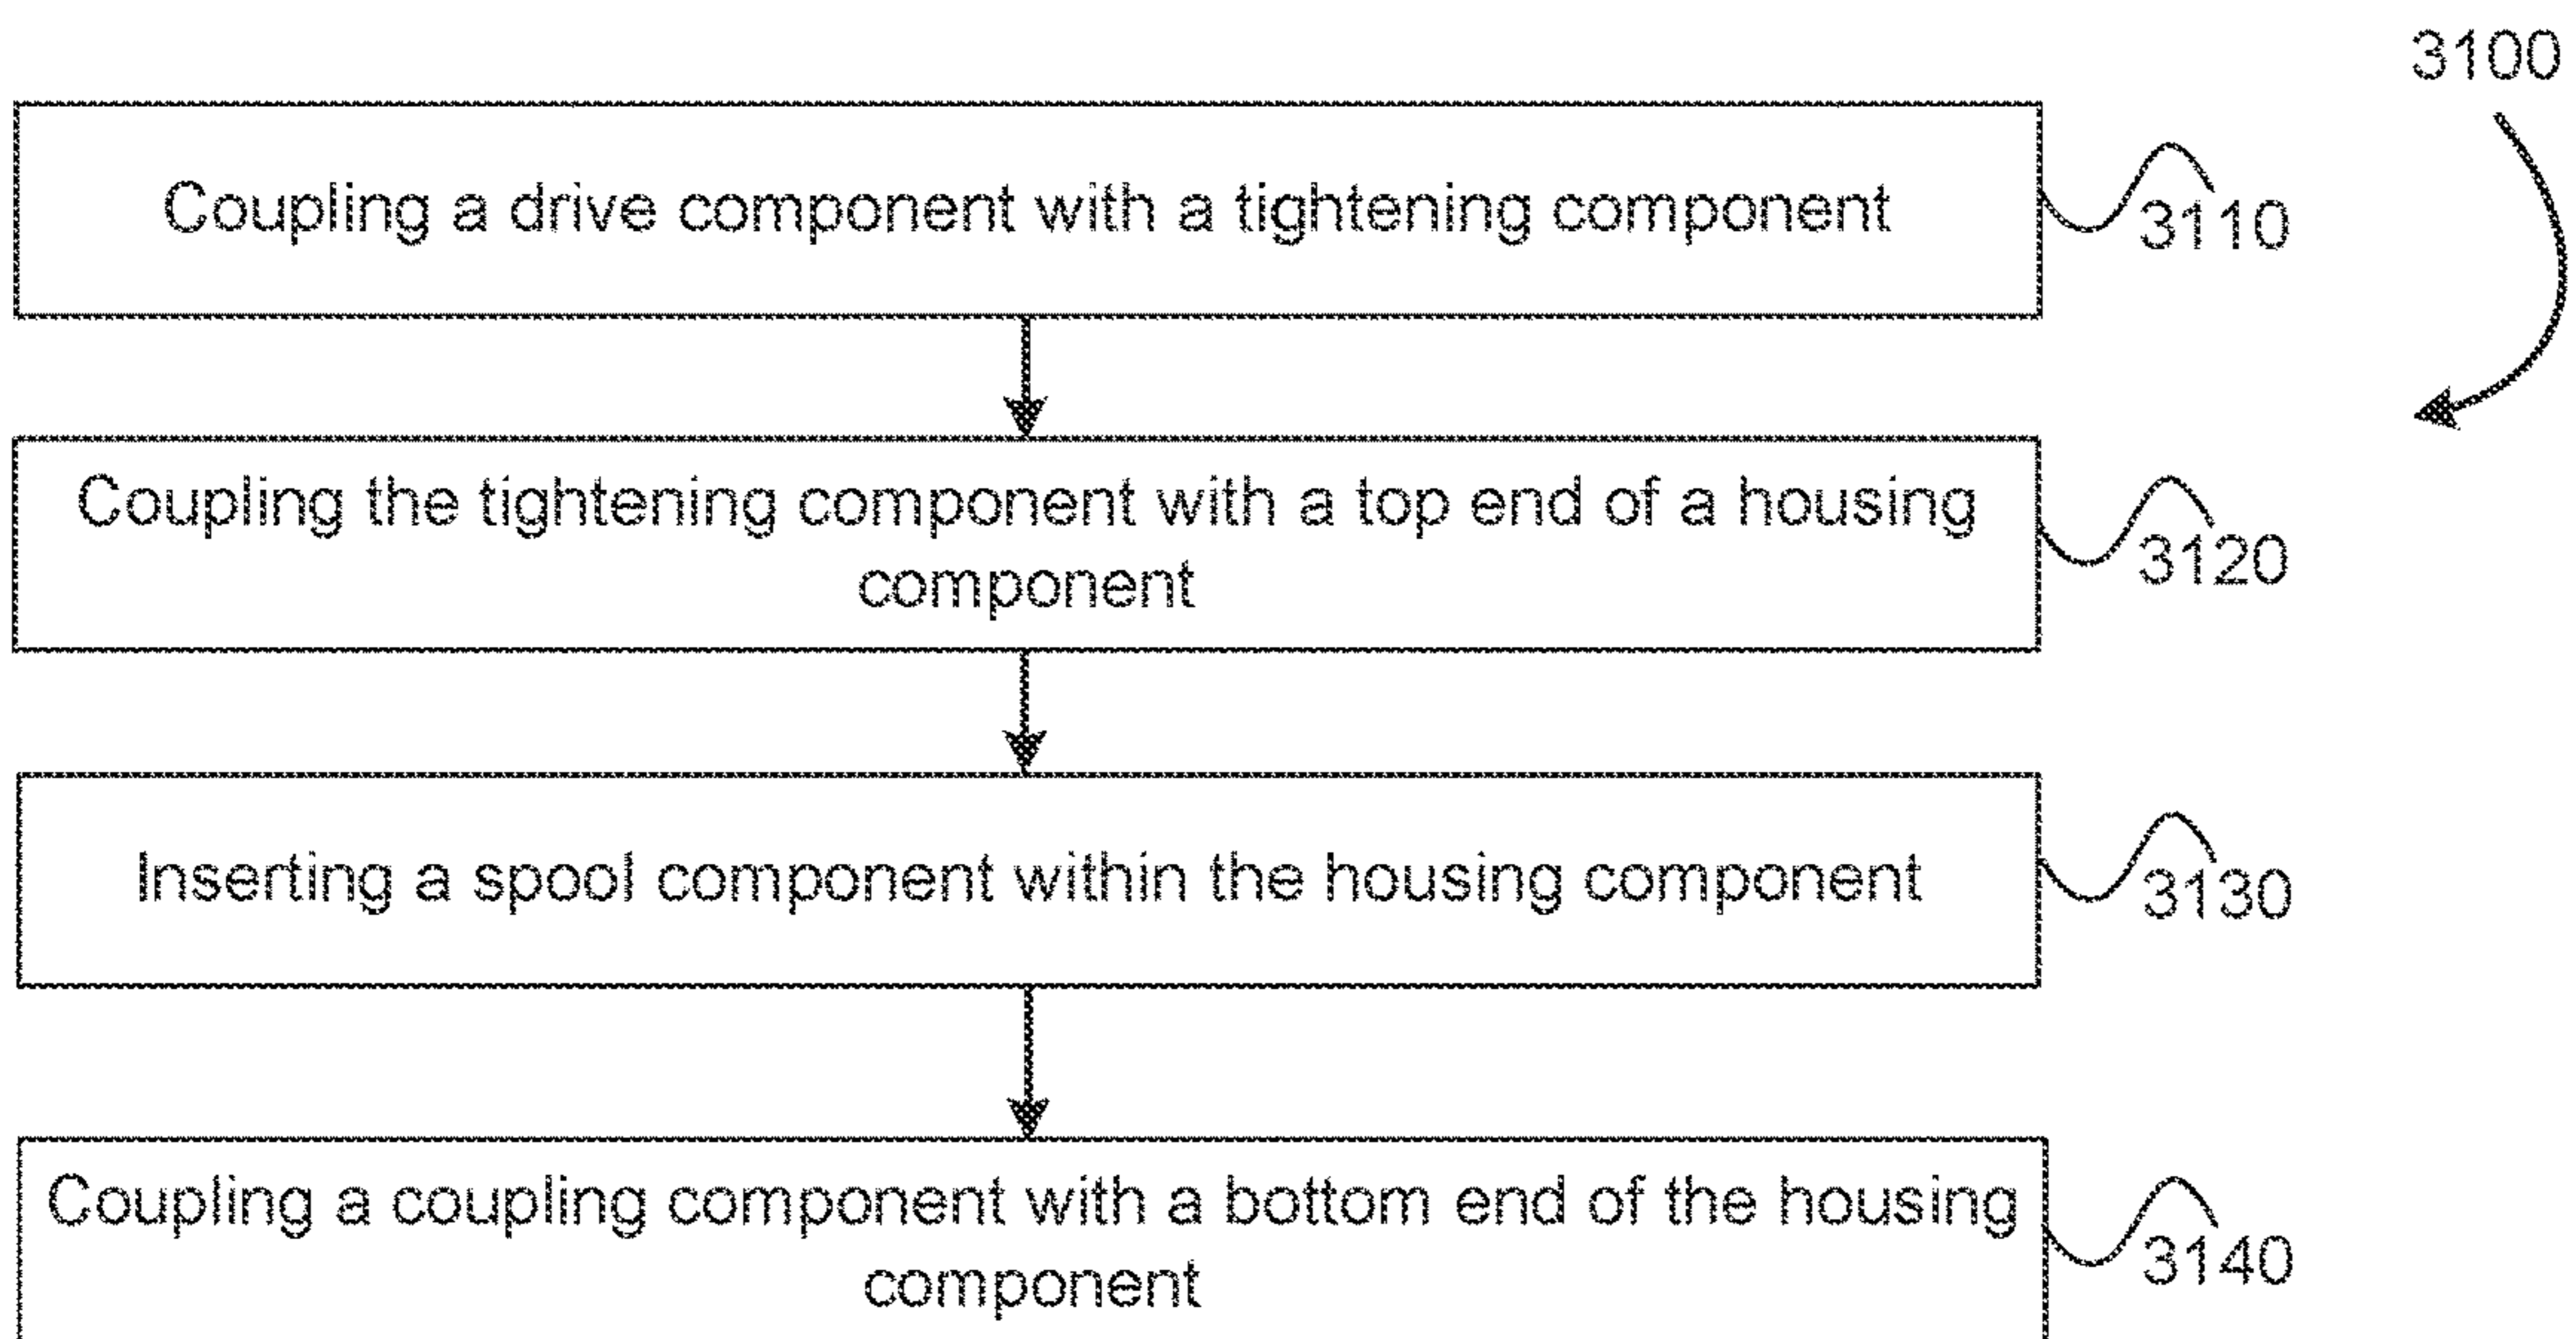 3100
Coupling a drive component with a tightening component
3110
Coupling the tightening component with a top end of a housing
component
3120
Inserting a spool component within the housing component
3130
Coupling a coupling component with a bottom end of the housing
component
3140